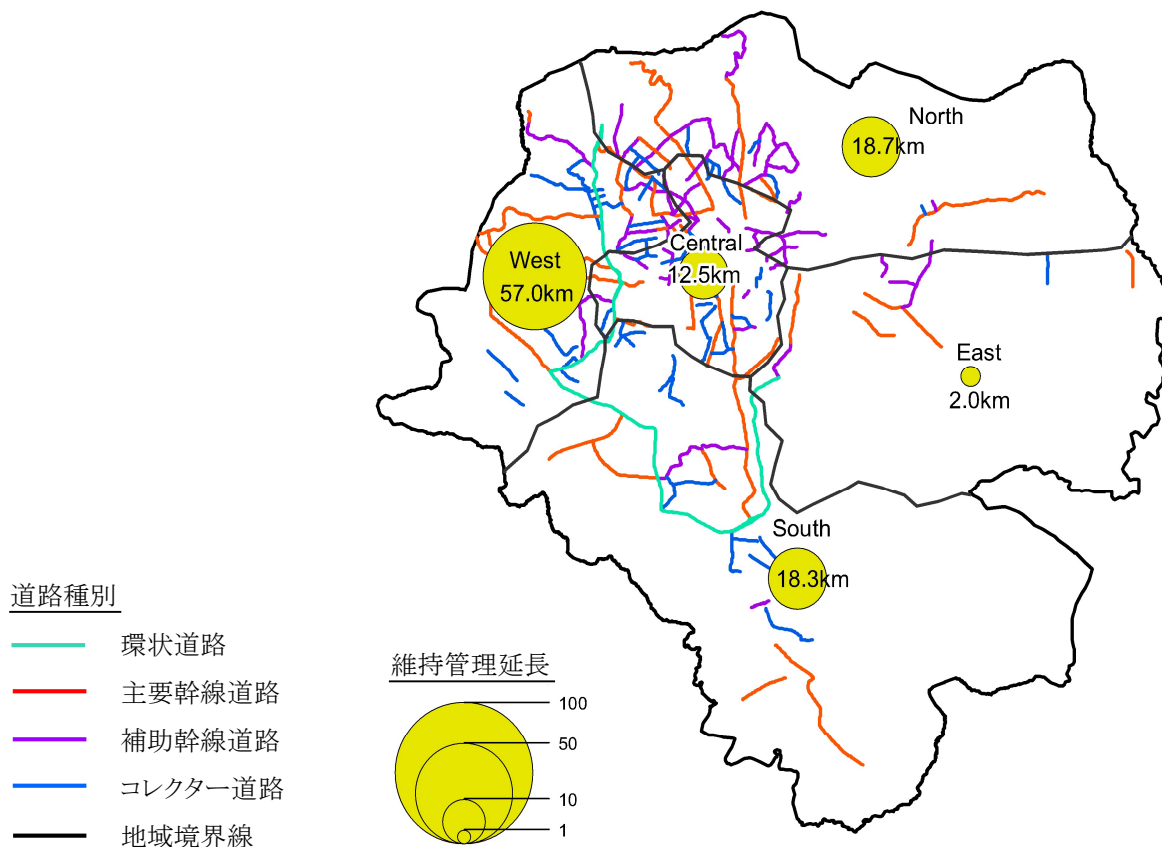 North
18.7km
Central
12.5km
West
57.0km
East
2.0km
South
18.3km
道路種別
環状道路
主要幹線道路
補助幹線道路
コレクター道路
地域境界線
維持管理延長
100
50
10
1